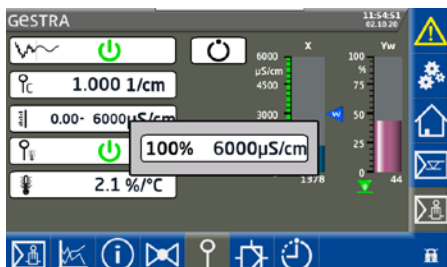 GESTRA
11:54:51
02.10.20
X
Yw
6000
µS/cm
4500
3000
1378
100
%
75
w
50
25
0
44
°C 1.000 1/cm
0.00- 6000µS/cm
100% 6000µS/cm
2.1 %/°C